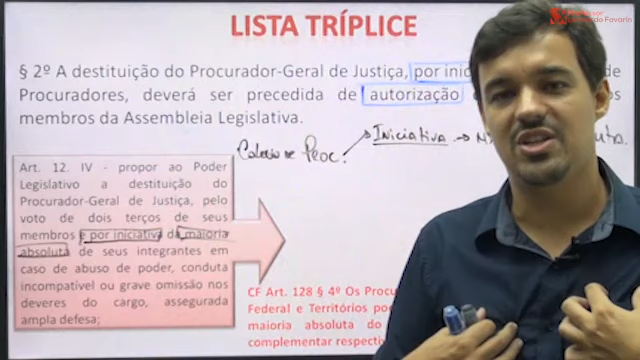 LISTA TRÍPLICE
§ 2º A destituição do Procurador-Geral de Justiça, por inic de
Procuradores, deverá ser precedida de autorização os
membros da Assembleia Legislativa.
Iniciativa →
Proc.
Art. 12. IV - propor ao Poder
Legislativo a destituição do
Procurador-Geral de Justiça, pelo
voto de dois terços de seus
membros e por iniciativa da maioria
absoluta de seus integrantes em
caso de abuso de poder, conduta
incompatível ou grave omissão nos
deveres do cargo, assegurada
ampla defesa;
CF Art. 128 § 4º Os Procu
Federal e Territórios po
maioria absoluta do
complementar respectiv